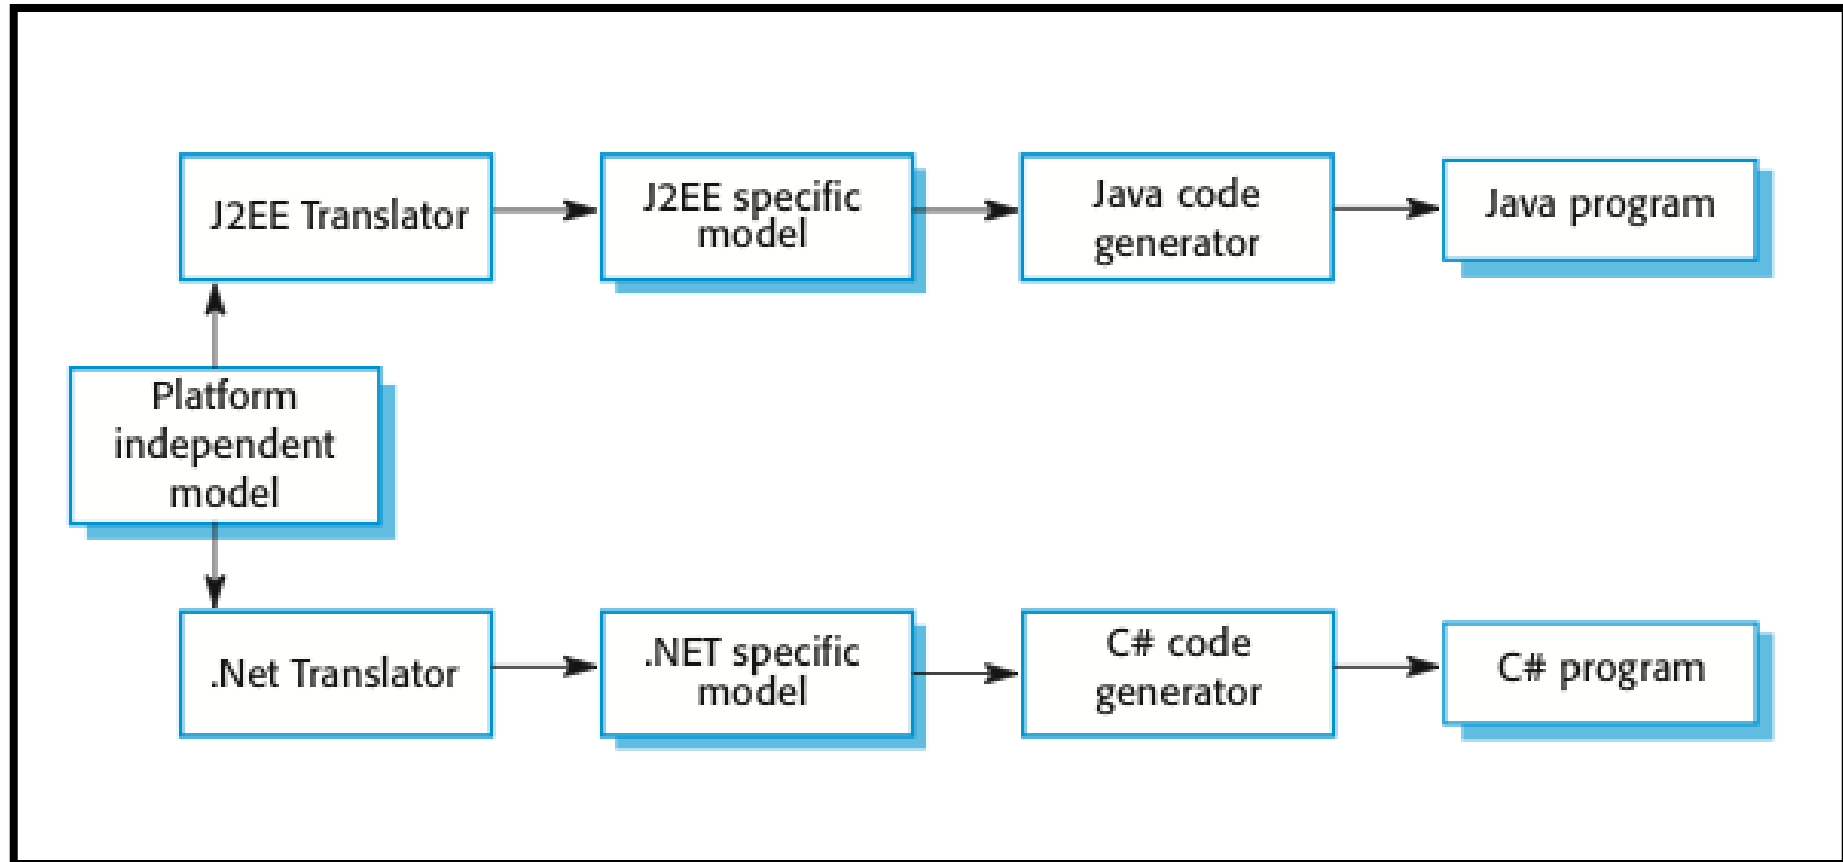 J2EE Translator
J2EE specific
model
Java code
generator
Java program
Platform
independent
model
.Net Translator
.NET specific
model
C# code
generator
C# program